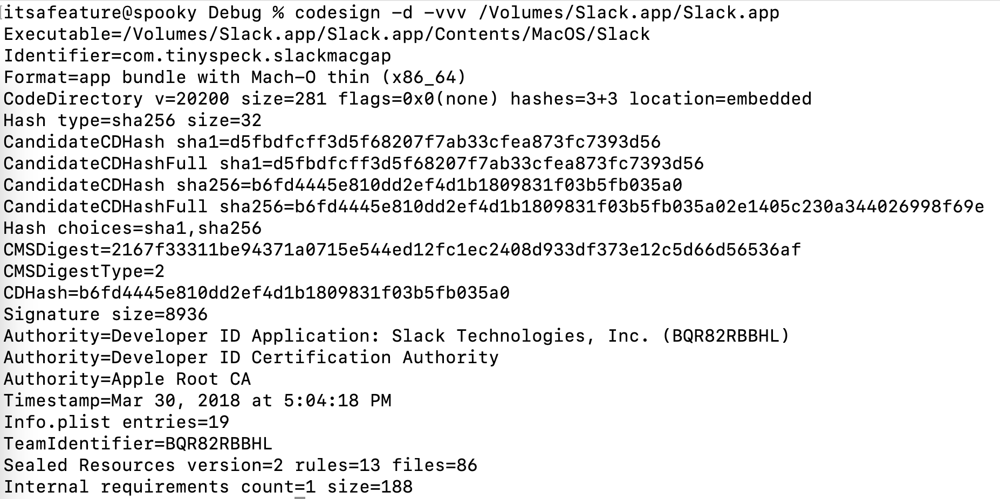 itsafeature@spooky Debug % codesign -d -vvv /Volumes/Slack.app/Slack.app
Executable=/Volumes/Slack.app/Slack.app/Contents/MacOS/Slack
Identifier=com.tinyspeck.slackmacgap
Format=app bundle with Mach-O thin (x86_64)
CodeDirectory v=20200 size=281 flags=0x0(none) hashes=3+3 location=embedded
Hash type=sha256 size=32
CandidateCDHash sha1=d5fbdfcff3d5f68207f7ab33cfea873fc7393d56
CandidateCDHashFull sha1=d5fbdfcff3d5f68207f7ab33cfea873fc7393d56
CandidateCDHash sha256=b6fd4445e810dd2ef4d1b1809831f03b5fb035a0
CandidateCDHashFull sha256=b6fd4445e810dd2ef4d1b1809831f03b5fb035a02e1405c230a344026998f69e
Hash choices=sha1,sha256
CMSDigest=2167f33311be94371a0715e544ed12fc1ec2408d933df373e12c5d66d56536af
CMSDigestType=2
CDHash=b6fd4445e810dd2ef4d1b1809831f03b5fb035a0
Signature size=8936
Authority=Developer ID Application: Slack Technologies, Inc. (BQR82RBBHL)
Authority=Developer ID Certification Authority
Authority=Apple Root CA
Timestamp=Mar 30, 2018 at 5:04:18 PM
Info.plist entries=19
TeamIdentifier=BQR82RBBHL
Sealed Resources version=2 rules=13 files=86
Internal requirements count=1 size=188